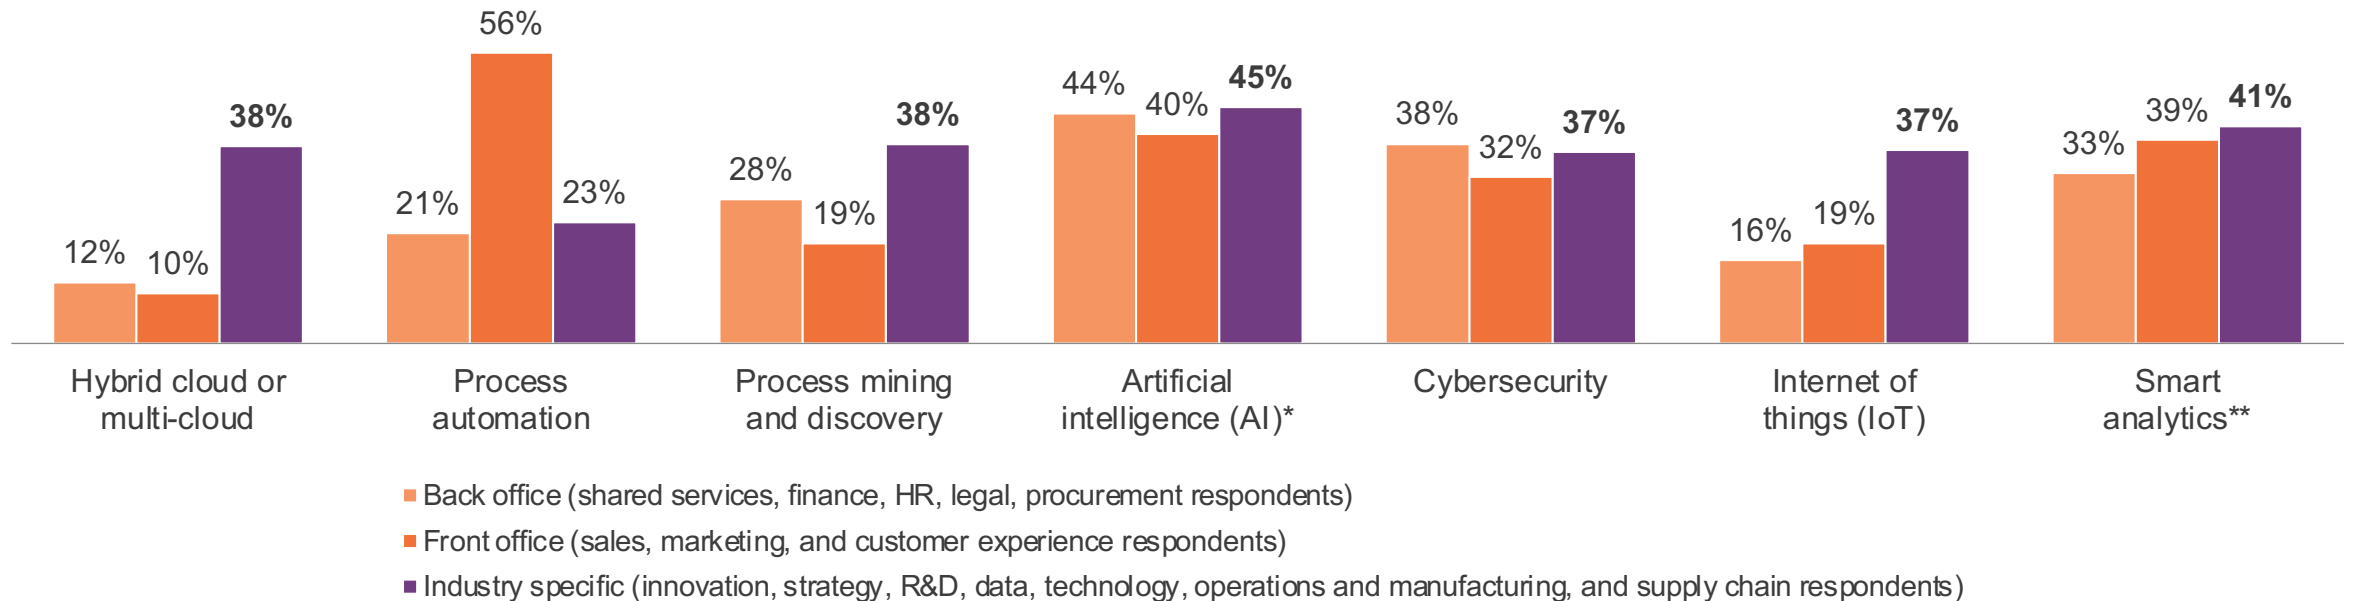 12%
10%
38%
21%
56%
23%
28%
19%
38%
44%
40%
45%
38%
32%
37%
16%
19%
37%
33%
39%
41%
Hybrid cloud or
multi-cloud
Process
automation
Process mining
and discovery
Artificial
intelligence (AI)*
Cybersecurity
Internet of
things (IoT)
Smart
analytics**
Back office (shared services, finance, HR, legal, procurement respondents)
Front office (sales, marketing, and customer experience respondents)
Industry specific (innovation, strategy, R&D, data, technology, operations and manufacturing, and supply chain respondents)